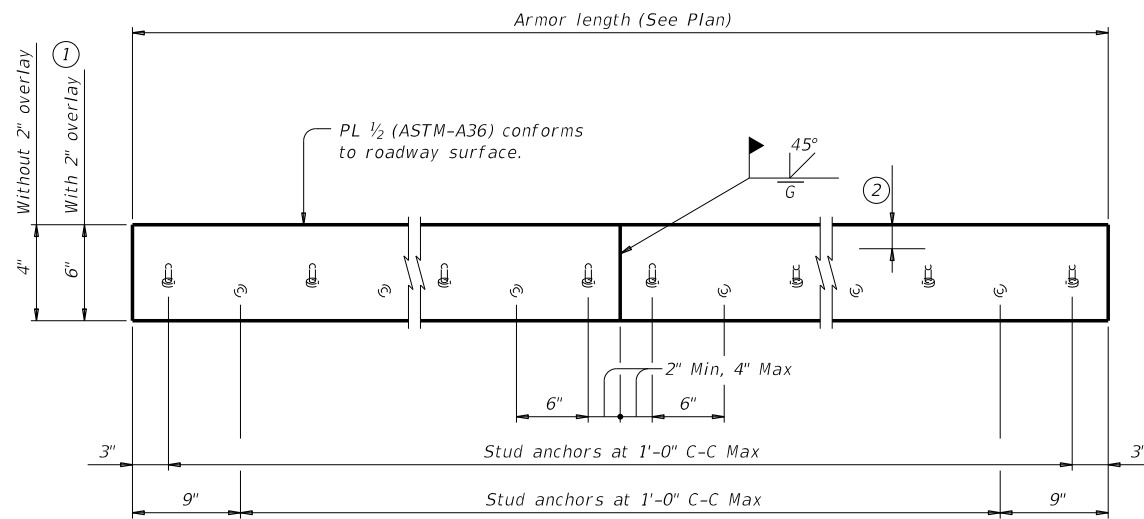 Armor length (See Plan)
Without 2" overlay
With 2" overlay
1
PL ½ (ASTM-A36) conforms
to roadway surface.
45°
G
2
4"
6"
2" Min, 4" Max
6"
6"
3"
Stud anchors at 1'-0" C-C Max
3"
9"
Stud anchors at 1'-0" C-C Max
9"